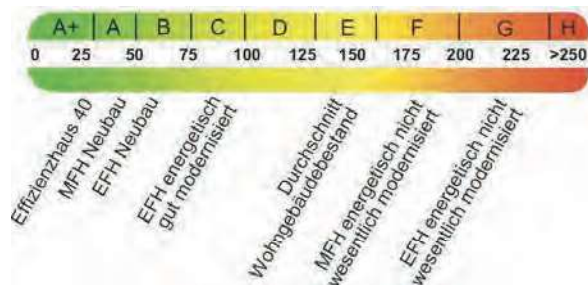 A+ A B C D E F G H
0 25 50 75 100 125 150 175 200 225 >250
Effizienzhaus 40
MFH Neubau
EFH Neubau
EFH energetisch
gut modernisiert
Durchschnitt
Wohngebäudebestand
MFH energetisch nicht
wesentlich modernisiert
EFH energetisch nicht
wesentlich modernisiert